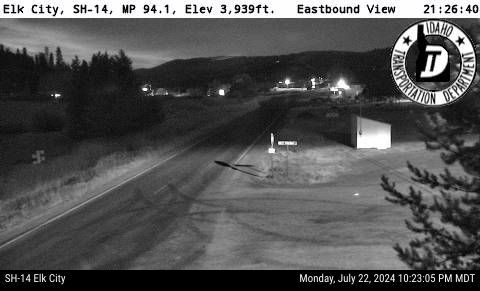 Elk City, SH-14, MP 94.1, Elev 3,939ft. Eastbound View 21:26:40
IDAHO
TRANSPORTATION DEPARTMENT
SH-14 Elk City Monday, July 22, 2024 10:23:05 PM MDT